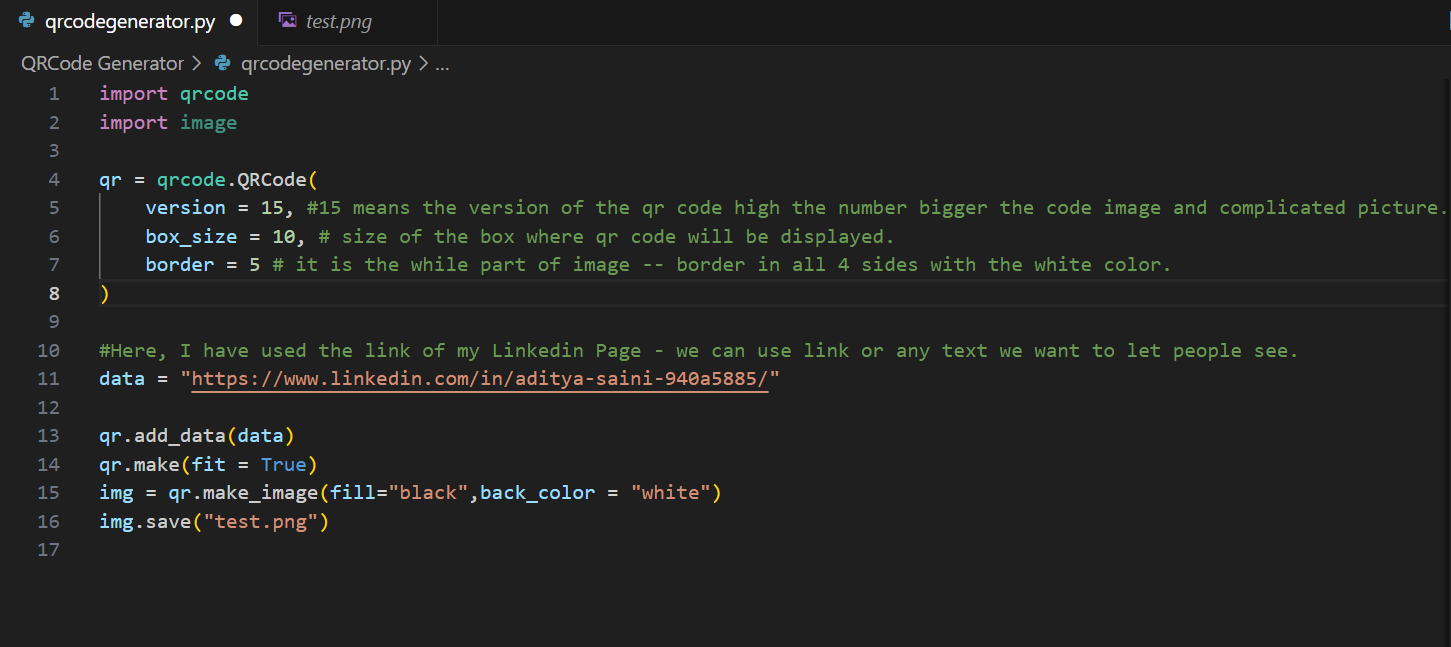 qrcodegenerator.py test.png
QRCode Generator > qrcodegenerator.py > ...
1 import qrcode
2 import image
3
4 qr = qrcode.QRCode(
5 version = 15, #15 means the version of the qr code high the number bigger the code image and complicated picture.
6 box_size = 10, # size of the box where qr code will be displayed.
7 border = 5 # it is the while part of image -- border in all 4 sides with the white color.
8 )
9
10 #Here, I have used the link of my Linkedin Page - we can use link or any text we want to let people see.
11 data = "https://www.linkedin.com/in/aditya-saini-940a5885/"
12
13 qr.add_data(data)
14 qr.make(fit = True)
15 img = qr.make_image(fill="black",back_color = "white")
16 img.save("test.png")
17